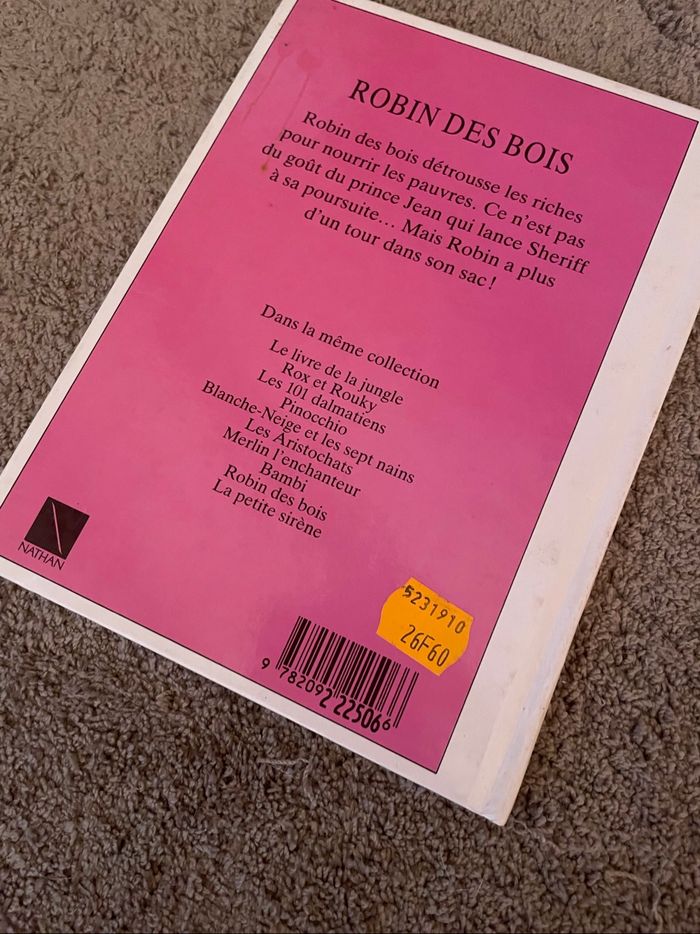 ROBIN DES BOIS
Robin des bois détrousse les riches
pour nourrir les pauvres. Ce n'est pas
du goût du prince Jean qui lance Sheriff
à sa poursuite... Mais Robin a plus
d'un tour dans son sac !
Dans la même collection
Le livre de la jungle
Rox et Rouky
Les 101 dalmatiens
Pinocchio
Blanche-Neige et les sept nains
Les Aristochats
Merlin l'enchanteur
Bambi
Robin des bois
La petite sirène
NATHAN
5231910
26F60
9 782092 225066